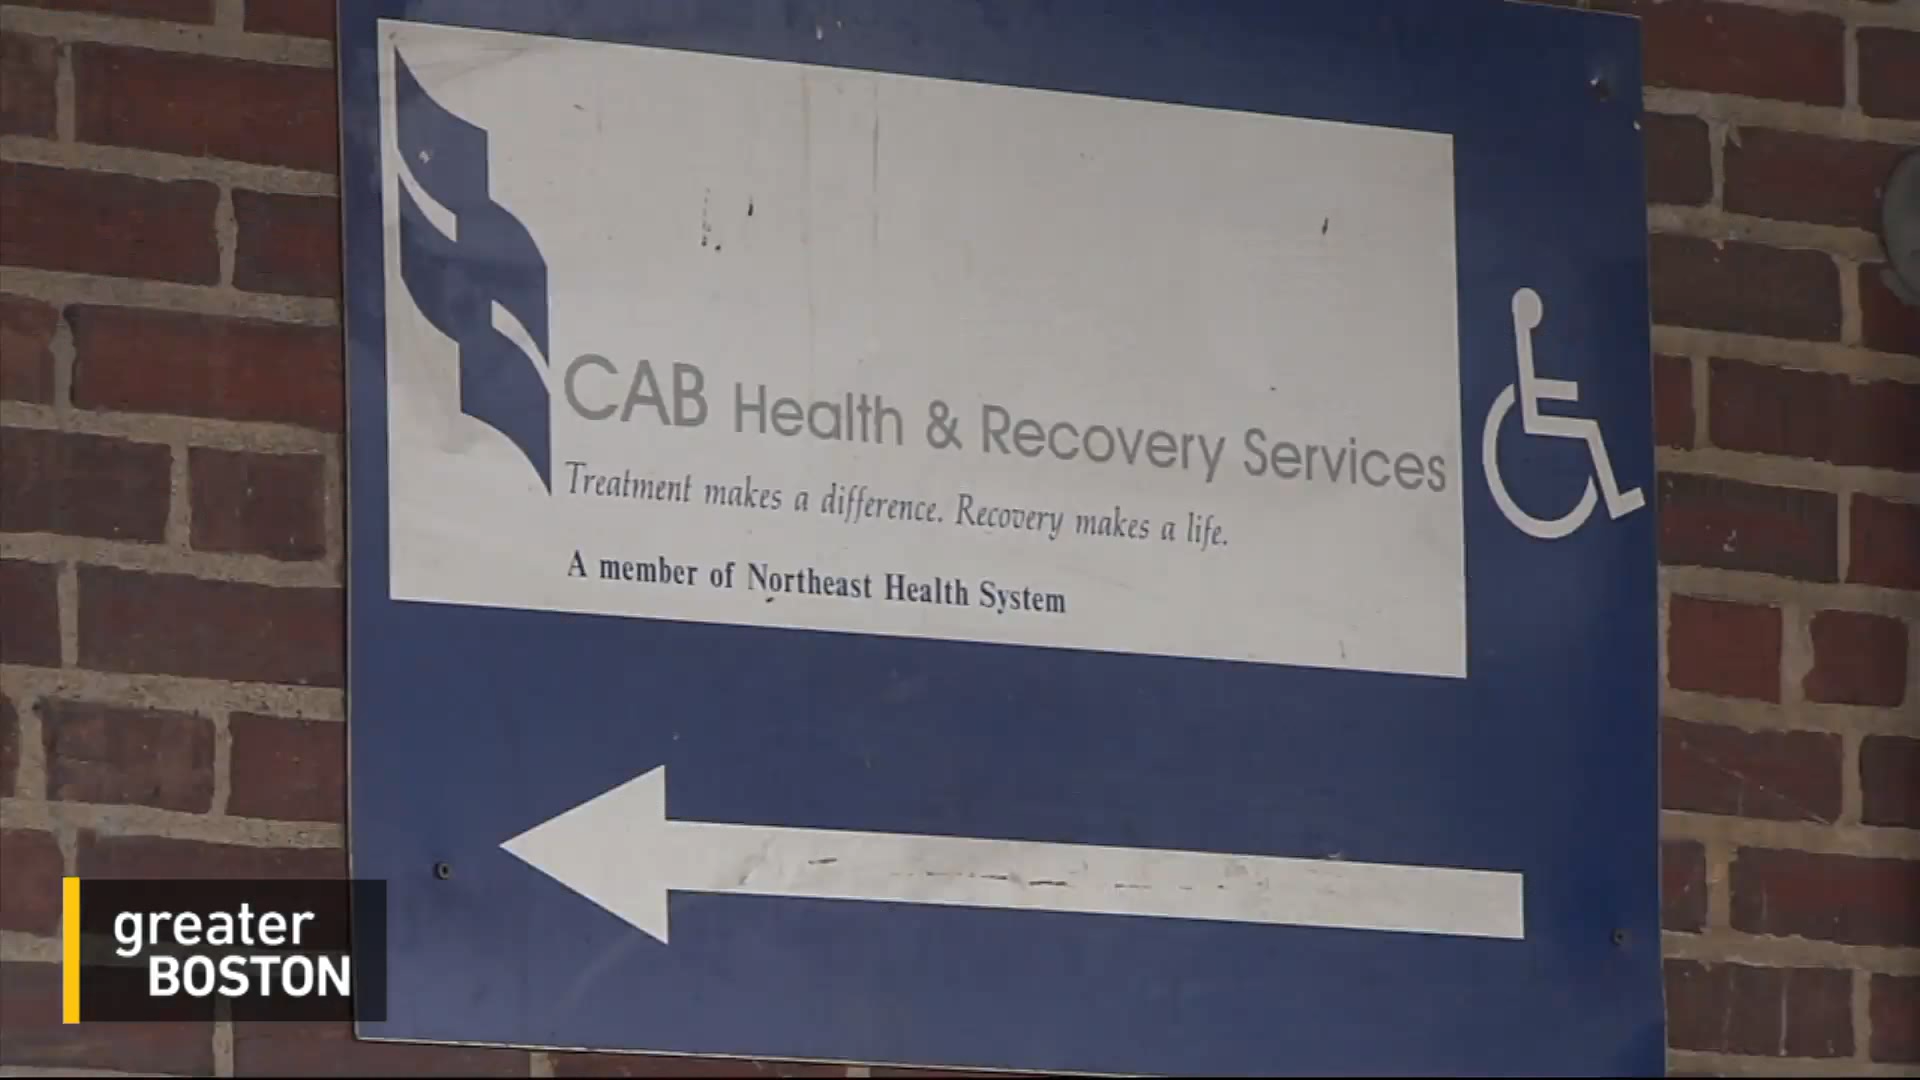 CAB Health & Recovery Services
Treatment makes a difference. Recovery makes a life.
A member of Northeast Health System
greater
BOSTON